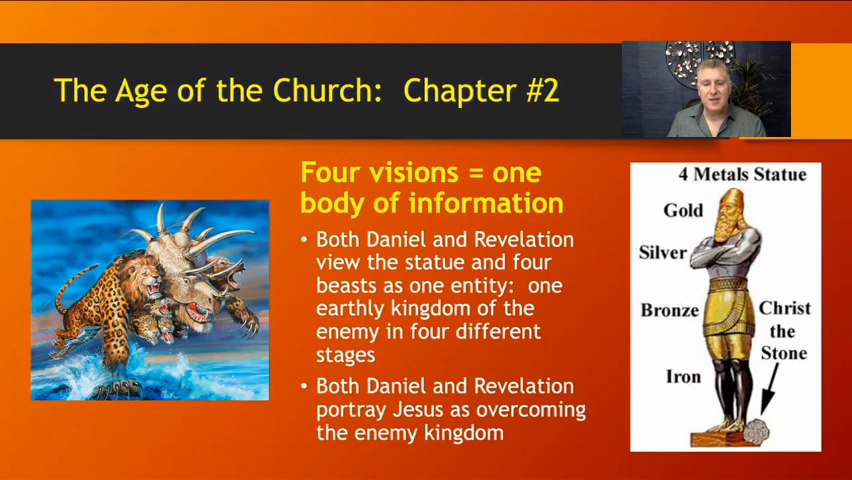 The Age of the Church: Chapter #2
Four visions = one
body of information
• Both Daniel and Revelation
view the statue and four
beasts as one entity: one
earthly kingdom of the
enemy in four different
stages
• Both Daniel and Revelation
portray Jesus as overcoming
the enemy kingdom
4 Metals Statue
Gold
Silver
Bronze
Christ
the
Stone
Iron